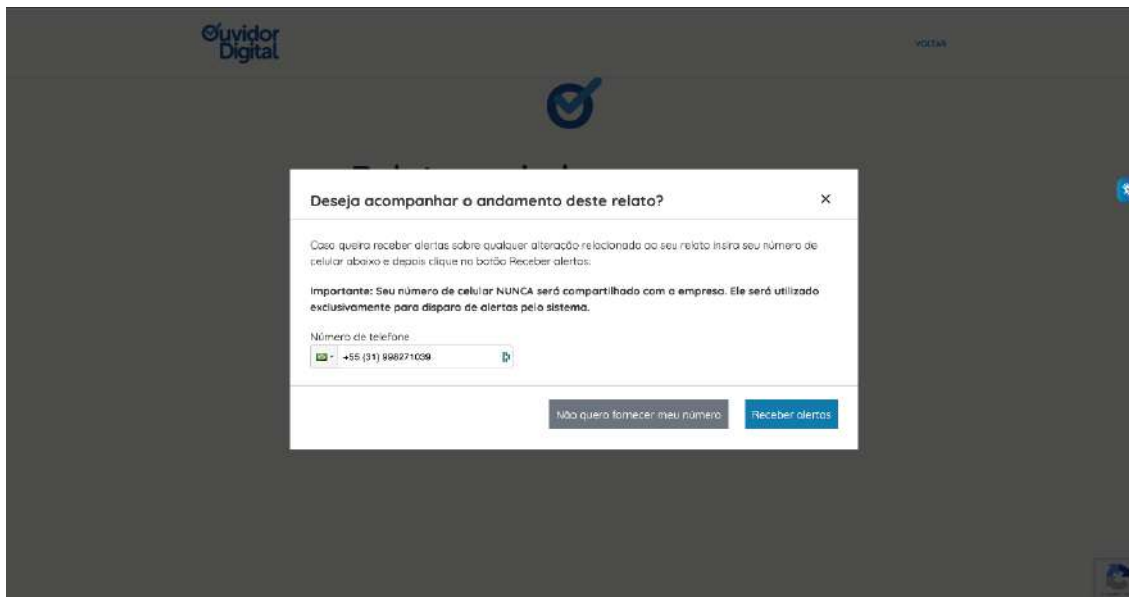 Ouvidor
Digital
VOLTAR
Deseja acompanhar o andamento deste relato?
Caso queira receber alertas sobre qualquer alteração relacionada ao seu relato insira seu número de
celular abaixo e depois clique no botão Receber alertas:
Importante: Seu número de celular NUNCA será compartilhado com a empresa. Ele será utilizado
exclusivamente para disparo de alertas pelo sistema.
Número de telefone
+55 (31) 998271039
Não quero fornecer meu número
Receber alertas